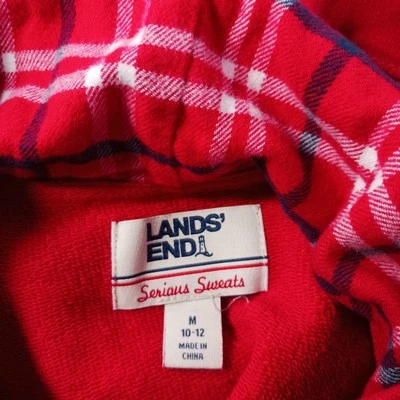 LANDS'
END
Serious Sweats
M
10-12
MADE IN
CHINA